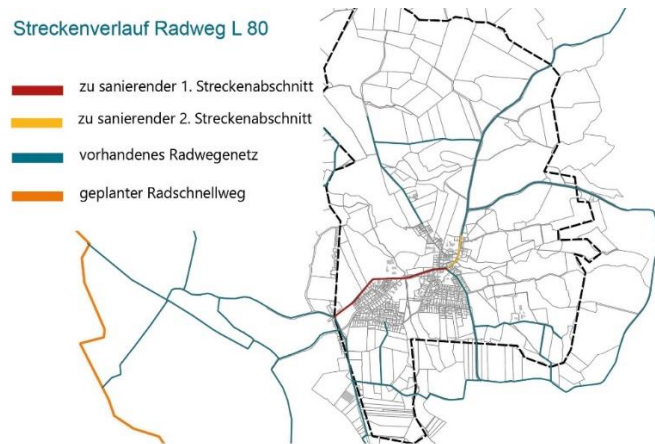 Streckenverlauf Radweg L 80
zu sanierender 1. Streckenabschnitt
zu sanierender 2. Streckenabschnitt
vorhandenes Radwegenetz
geplanter Radschnellweg